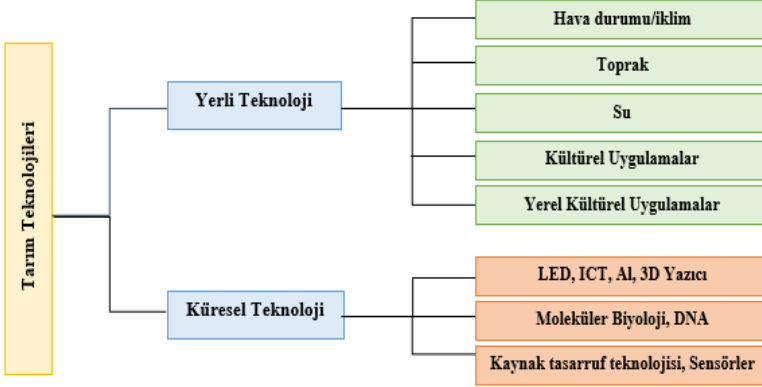 Tarım Teknolojileri
Yerli Teknoloji
Hava durumu/iklim
Toprak
Su
Kültürel Uygulamalar
Yerel Kültürel Uygulamalar
Küresel Teknoloji
LED, ICT, Al, 3D Yazıcı
Moleküler Biyoloji, DNA
Kaynak tasarruf teknolojisi, Sensörler